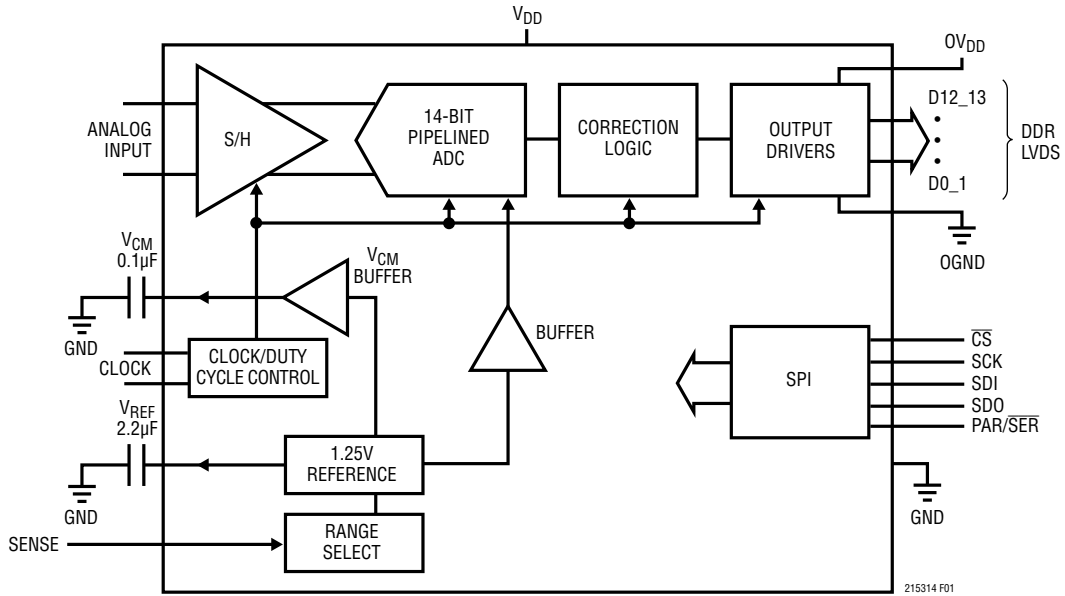 VDD
OVDD
D12_13
•
•
•
D0_1
DDR
LVDS
ANALOG
INPUT
S/H
14-BIT
PIPELINED
ADC
CORRECTION
LOGIC
OUTPUT
DRIVERS
OGND
VCM
0.1µF
GND
VCM
BUFFER
BUFFER
CLOCK
CLOCK/DUTY
CYCLE CONTROL
SPI
CS
SCK
SDI
SDO
PAR/SER
VREF
2.2µF
GND
1.25V
REFERENCE
GND
SENSE
RANGE
SELECT
215314 F01